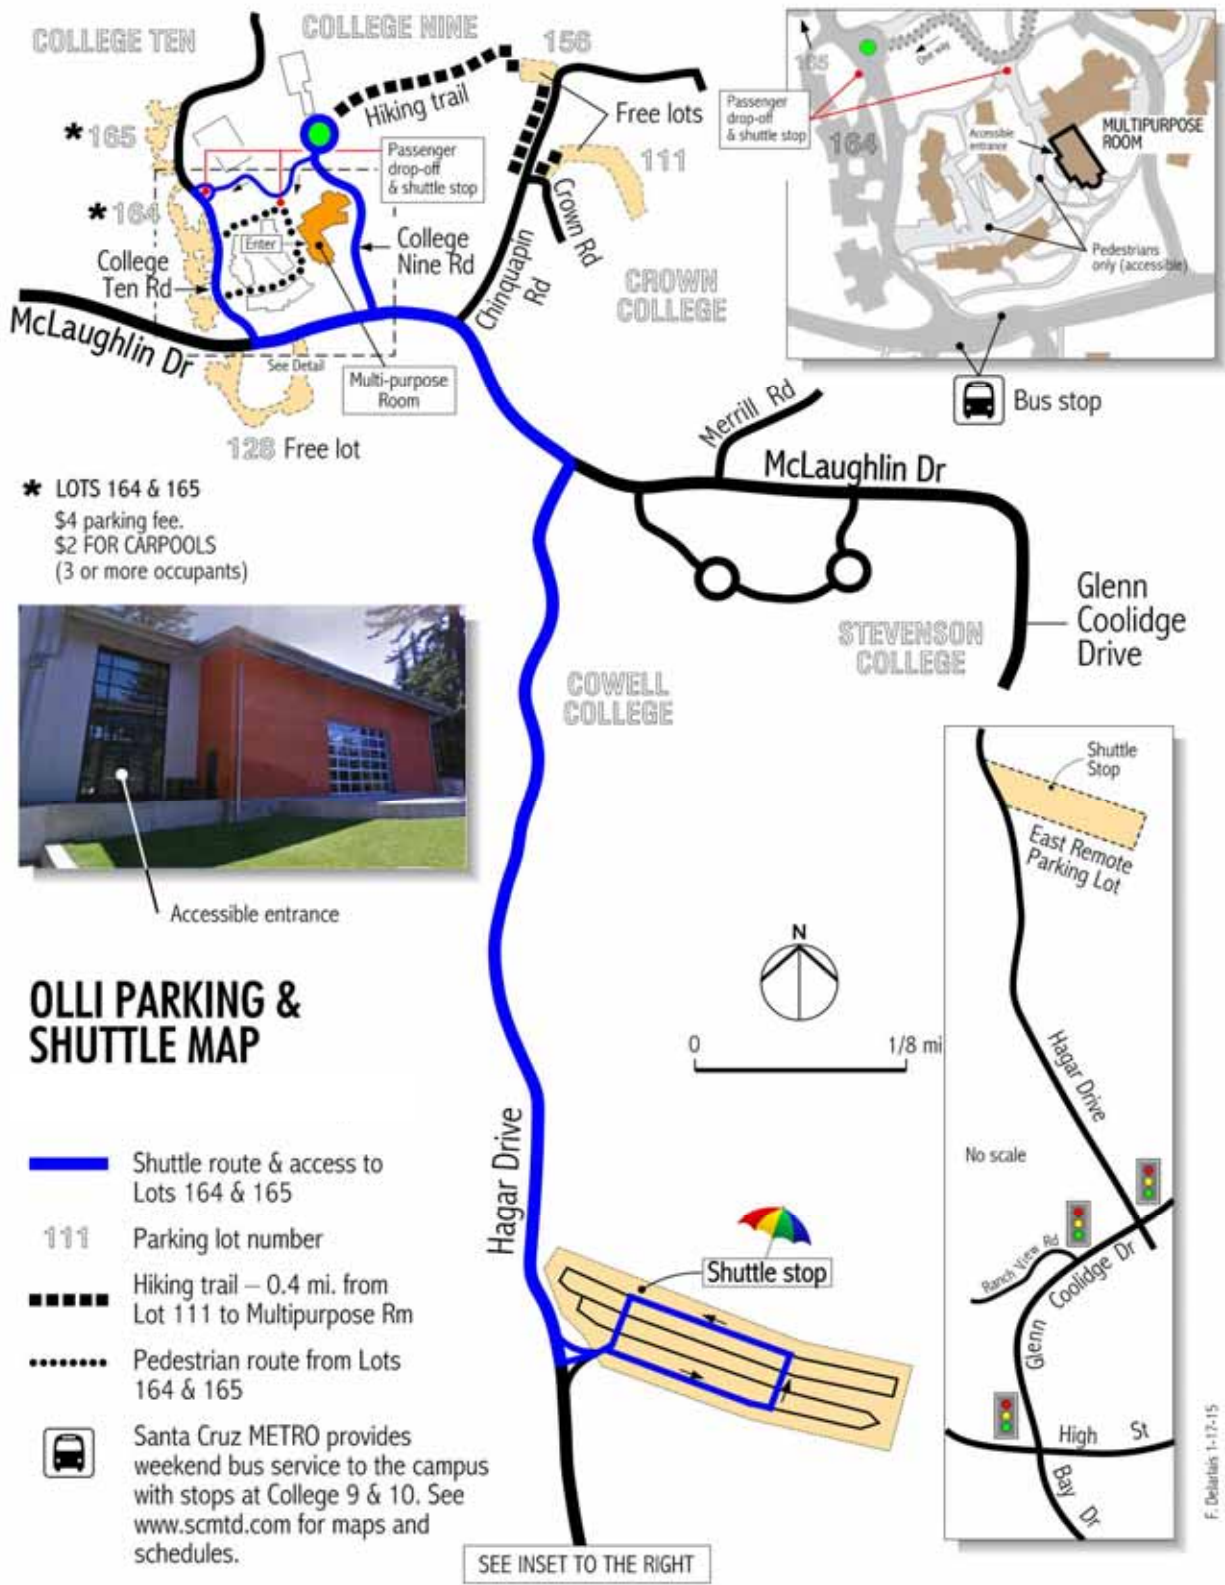 COLLEGE TEN
COLLEGE NINE
156
Hiking trail
Free lots
* 165
Passenger
drop-off
& shuttle stop
111
* 164
Enter
College
Ten Rd
College
Nine Rd
Crown Rd
Chinquapin
Rd
CROWN
COLLEGE
McLaughlin Dr
See Detail
Multi-purpose
Room
128 Free lot
165
One way
Passenger
drop-off
& shuttle stop
164
Accessible
entrance
MULTIPURPOSE
ROOM
Pedestrians
only (accessible)
Bus stop
Merrill Rd
McLaughlin Dr
* LOTS 164 & 165
$4 parking fee.
$2 FOR CARPOOLS
(3 or more occupants)
Glenn
Coolidge
Drive
STEVENSON
COLLEGE
COWELL
COLLEGE
Accessible entrance
Shuttle
Stop
East Remote
Parking Lot
Hagar Drive
No scale
Ranch View Rd
Glenn Coolidge Dr
High St
Bay Dr
N
0 1/8 mi
OLLI PARKING &
SHUTTLE MAP
Shuttle route & access to
Lots 164 & 165
111 Parking lot number
Hiking trail – 0.4 mi. from
Lot 111 to Multipurpose Rm
Pedestrian route from Lots
164 & 165
Santa Cruz METRO provides
weekend bus service to the campus
with stops at College 9 & 10. See
www.scmtd.com for maps and
schedules.
Hagar Drive
Shuttle stop
SEE INSET TO THE RIGHT
F. Delarlais 1-17-15